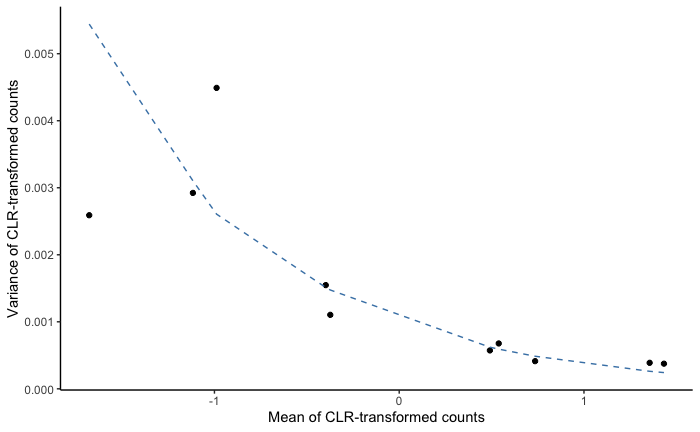 Variance of CLR-transformed counts
0.005
0.004
0.003
0.002
0.001
0.000
-1 0 1
Mean of CLR-transformed counts